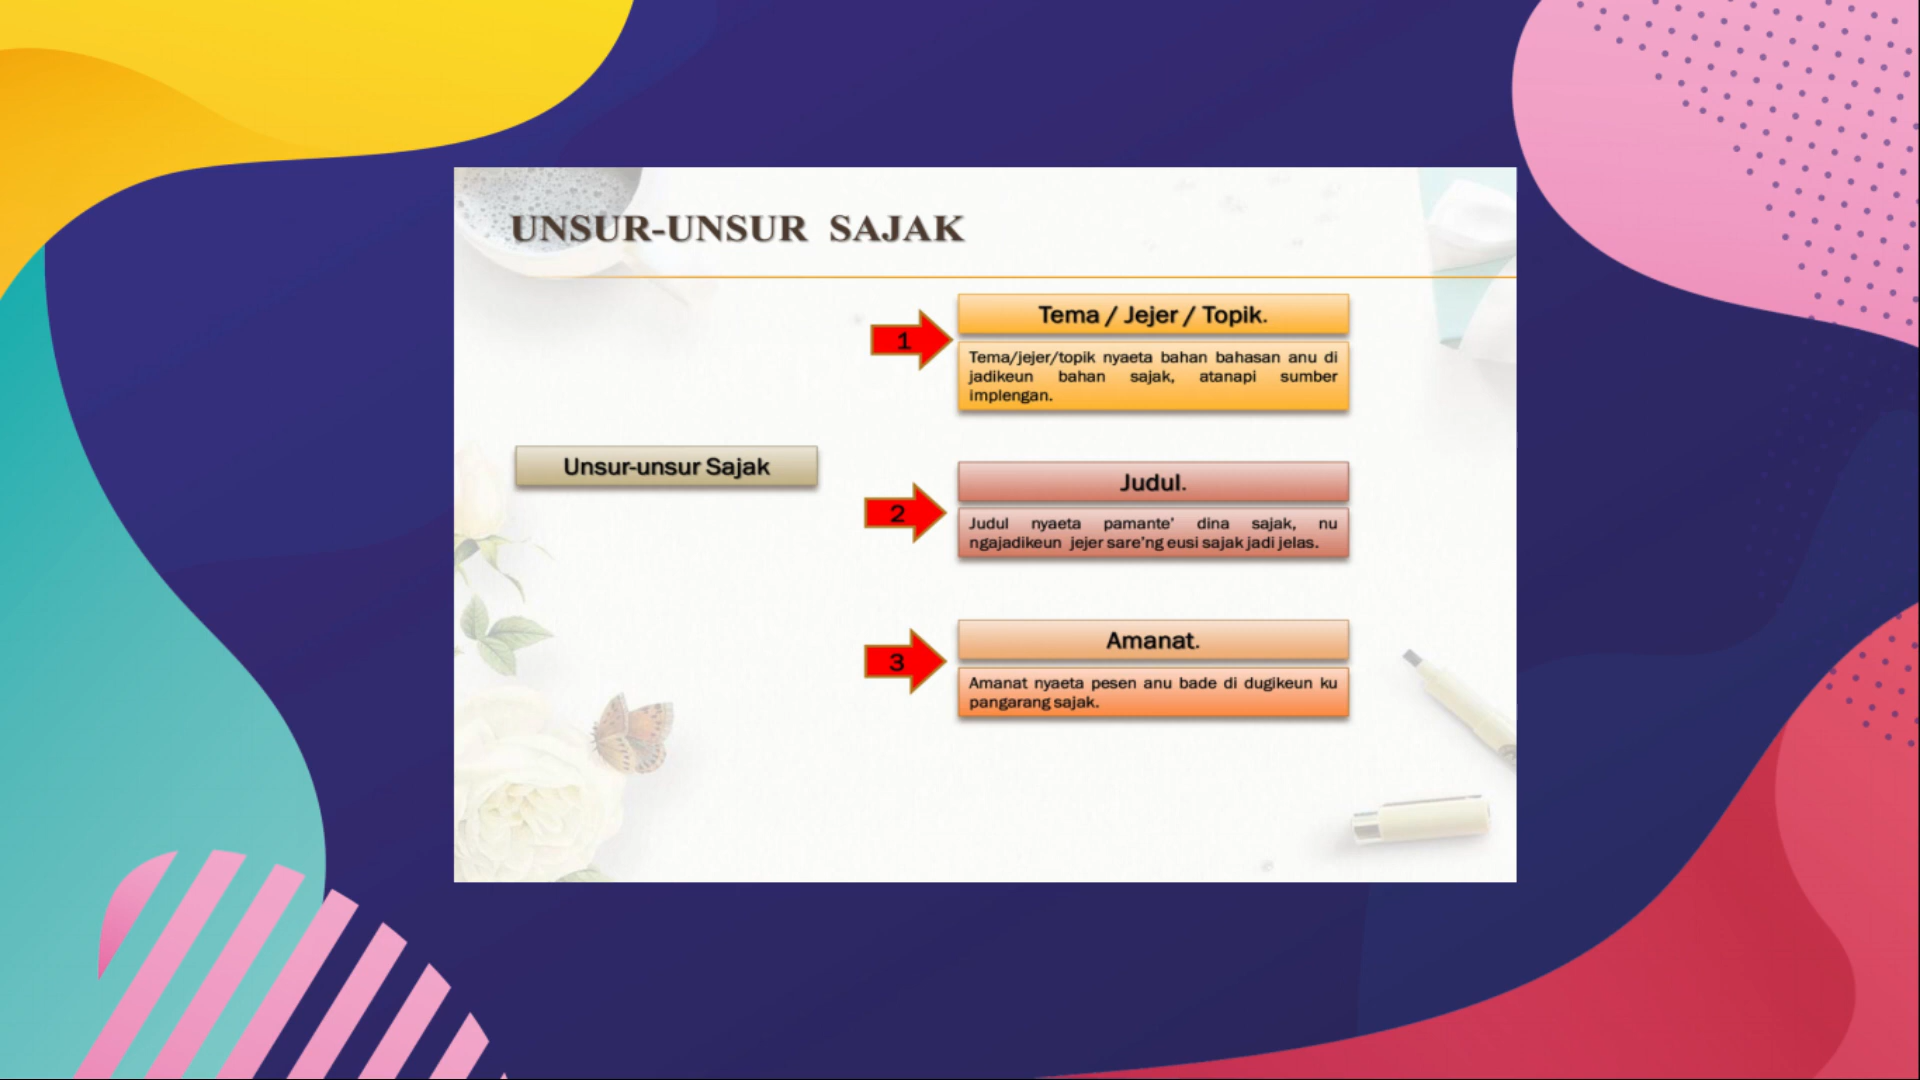 UNSUR-UNSUR SAJAK
Unsur-unsur Sajak
1
Tema / Jejer / Topik.
Tema/jejer/topik nyaeta bahan bahasan anu di
jadikeun bahan sajak, atanapi sumber
implengan.
2
Judul.
Judul nyaeta pamante’ dina sajak, nu
ngajadikeun jejer sare’ng eusi sajak jadi jelas.
3
Amanat.
Amanat nyaeta pesen anu bade di dugikeun ku
pangarang sajak.